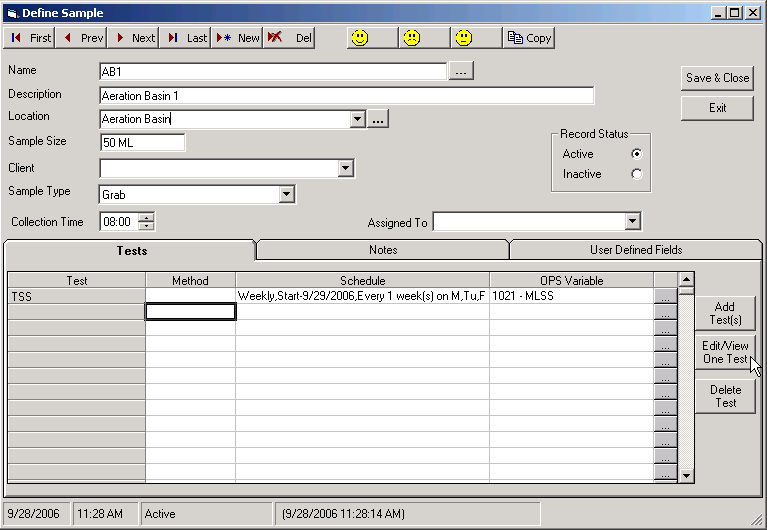 Define Sample
First Prev Next Last New Del Copy
Name AB1 ...
Save & Close
Description Aeration Basin 1
Exit
Location Aeration Basin ...
Sample Size 50 ML
Record Status
Active
Inactive
Client
Sample Type Grab
Collection Time 08:00
Assigned To
Tests Notes User Defined Fields
Test Method Schedule OPS Variable
TSS Weekly,Start-9/29/2006,Every 1 week(s) on M,Tu,F 1021 - MLSS ...
...
...
...
...
...
...
...
...
...
...
...
Add
Test(s)
Edit/View
One Test
Delete
Test
9/28/2006 11:28 AM Active (9/28/2006 11:28:14 AM)